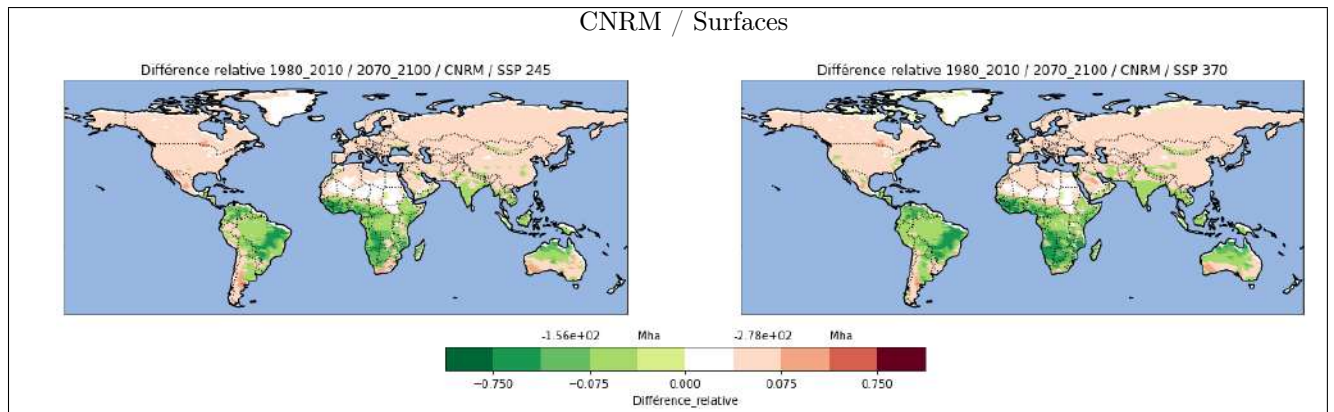 CNRM / Surfaces
Différence relative 1980_2010 / 2070_2100 / CNRM / SSP 245
Différence relative 1980_2010 / 2070_2100 / CNRM / SSP 370
-1.56e+02 Mha -2.78e+02 Mha
−0.750 −0.075 0.000 0.075 0.750
Différence_relative